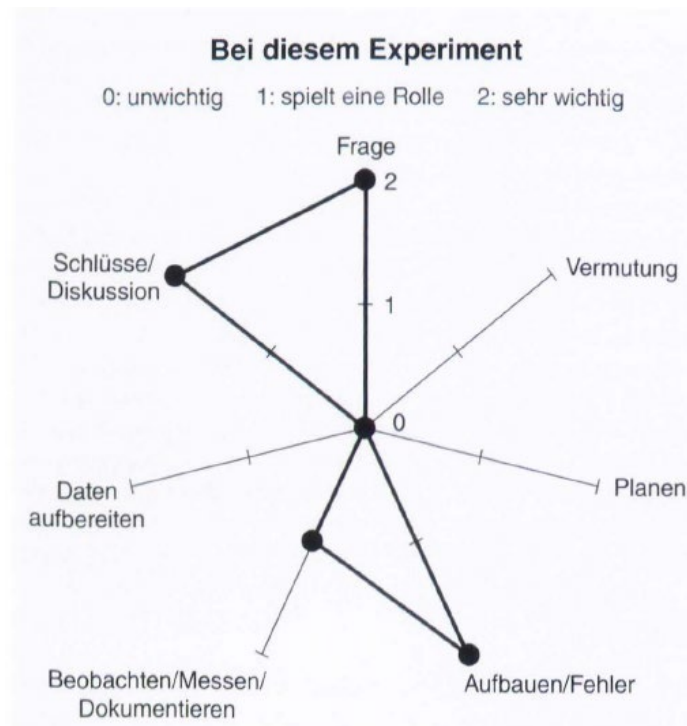 Bei diesem Experiment
0: unwichtig 1: spielt eine Rolle 2: sehr wichtig
Frage
2
Schlüsse/
Diskussion
Vermutung
1
0
Daten
aufbereiten
Planen
Beobachten/Messen/
Dokumentieren
Aufbauen/Fehler